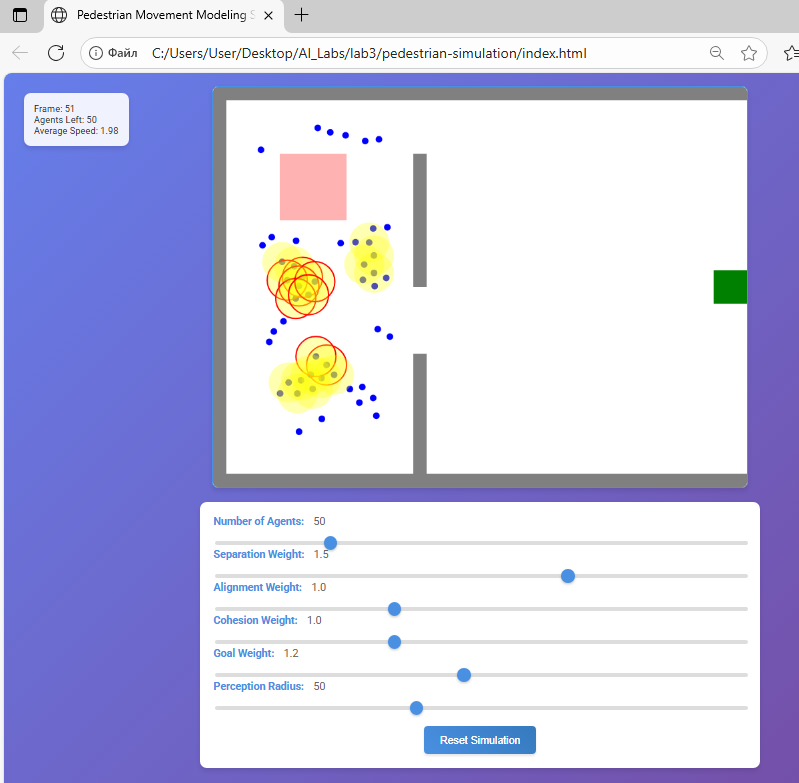 Pedestrian Movement Modeling S
Файл C:/Users/User/Desktop/AI_Labs/lab3/pedestrian-simulation/index.html
Frame: 51
Agents Left: 50
Average Speed: 1.98
Number of Agents: 50
Separation Weight: 1.5
Alignment Weight: 1.0
Cohesion Weight: 1.0
Goal Weight: 1.2
Perception Radius: 50
Reset Simulation